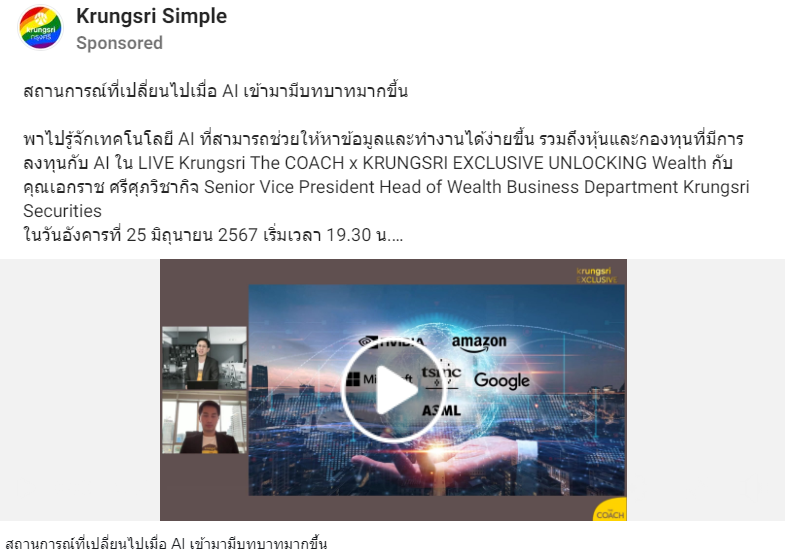 krungsri
กรุงศรี
Krungsri Simple
Sponsored
สถานการณ์ที่เปลี่ยนไปเมื่อ AI เข้ามามีบทบาทมากขึ้น
พาไปรู้จักเทคโนโลยี AI ที่สามารถช่วยให้หาข้อมูลและทำงานได้ง่ายขึ้น รวมถึงหุ้นและกองทุนที่มีการ
ลงทุนกับ AI ใน LIVE Krungsri The COACH x KRUNGSRI EXCLUSIVE UNLOCKING Wealth กับ
คุณเอกราช ศรีศุภวิชากิจ Senior Vice President Head of Wealth Business Department Krungsri
Securities
ในวันอังคารที่ 25 มิถุนายน 2567 เริ่มเวลา 19.30 น....
krungsri
EXCLUSIVE
NVIDIA
amazon
Microsoft
tsmc
Google
ASML
COACH
สถานการณ์ที่เปลี่ยนไปเมื่อ AI เข้ามามีบทบาทมากขึ้น